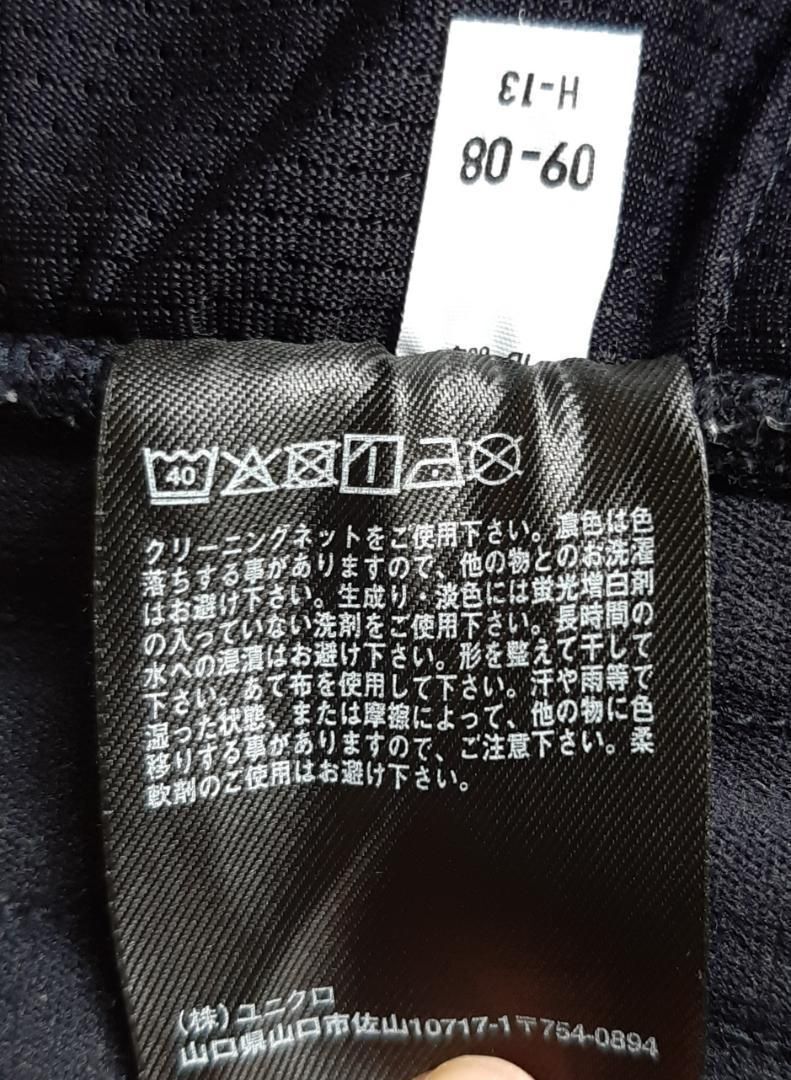 H-13
09-08
40
クリーニングネットをご使用下さい。濃色は色
落ちする事がありますので、他の物とのお洗濯
はお避け下さい。生成り・淡色には蛍光増白剤
の入っていない洗剤をご使用下さい。長時間の
水への浸漬はお避け下さい。形を整えて干して
下さい。あて布を使用して下さい。汗や雨等で
湿った状態、または摩擦によって、他の物に色
移りする事がありますので、ご注意下さい。柔
軟剤のご使用はお避け下さい。
(株)ユニクロ
山口県山口市佐山10717-1〒754-0894